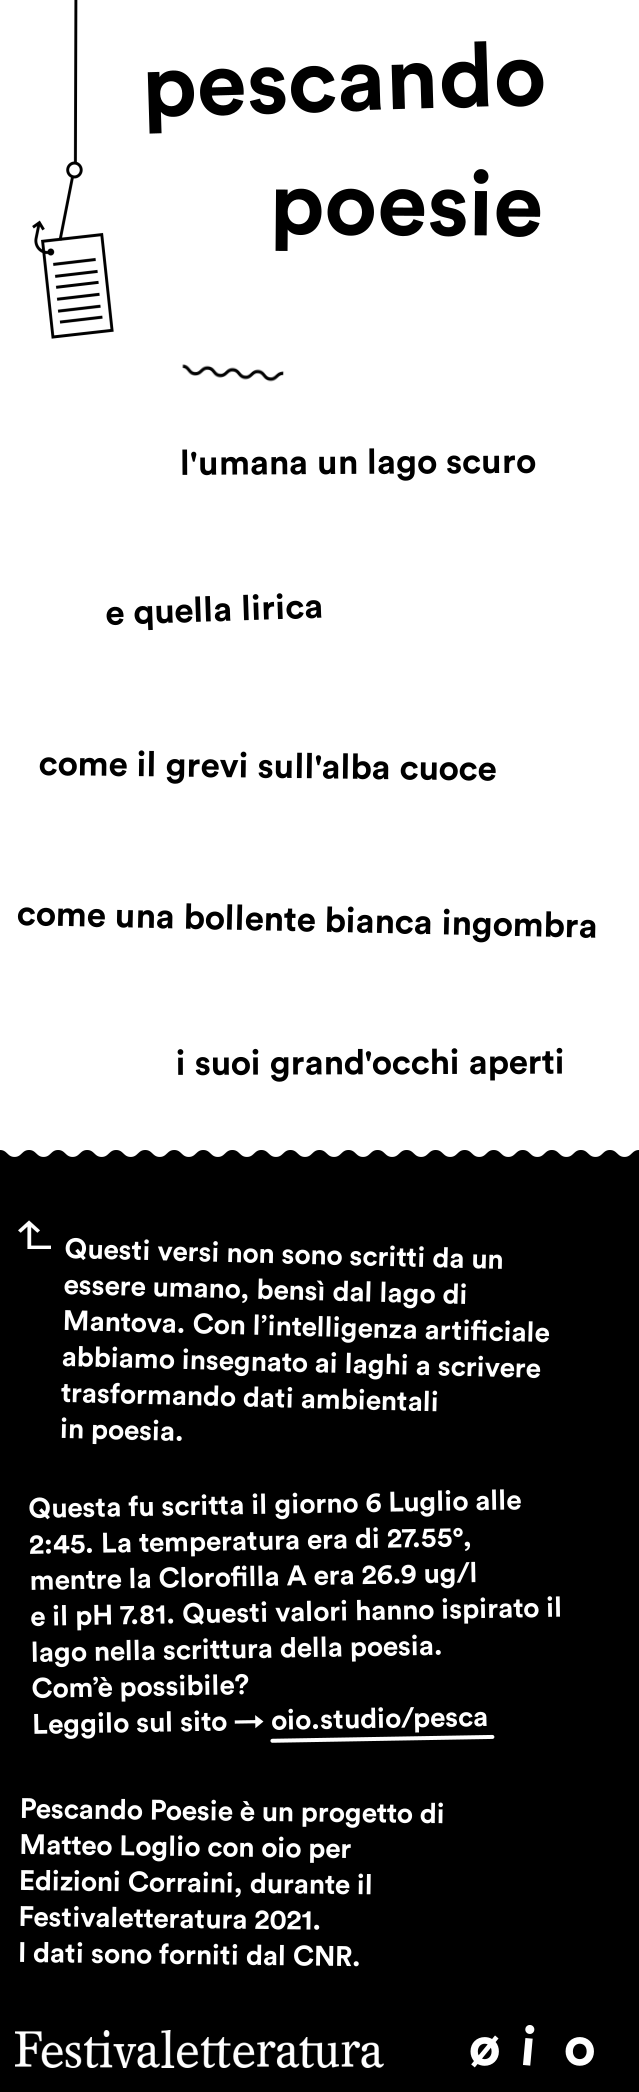 pescando
poesie
l'umana un lago scuro
e quella lirica
come il grevi sull'alba cuoce
come una bollente bianca ingombra
i suoi grand'occhi aperti
Questi versi non sono scritti da un
essere umano, bensì dal lago di
Mantova. Con l’intelligenza artificiale
abbiamo insegnato ai laghi a scrivere
trasformando dati ambientali
in poesia.
Questa fu scritta il giorno 6 Luglio alle
2:45. La temperatura era di 27.55°,
mentre la Clorofilla A era 26.9 ug/l
e il pH 7.81. Questi valori hanno ispirato il
lago nella scrittura della poesia.
Com’è possibile?
Leggilo sul sito → oio.studio/pesca
Pescando Poesie è un progetto di
Matteo Loglio con oio per
Edizioni Corraini, durante il
Festivaletteratura 2021.
I dati sono forniti dal CNR.
Festivaletteratura ø i o